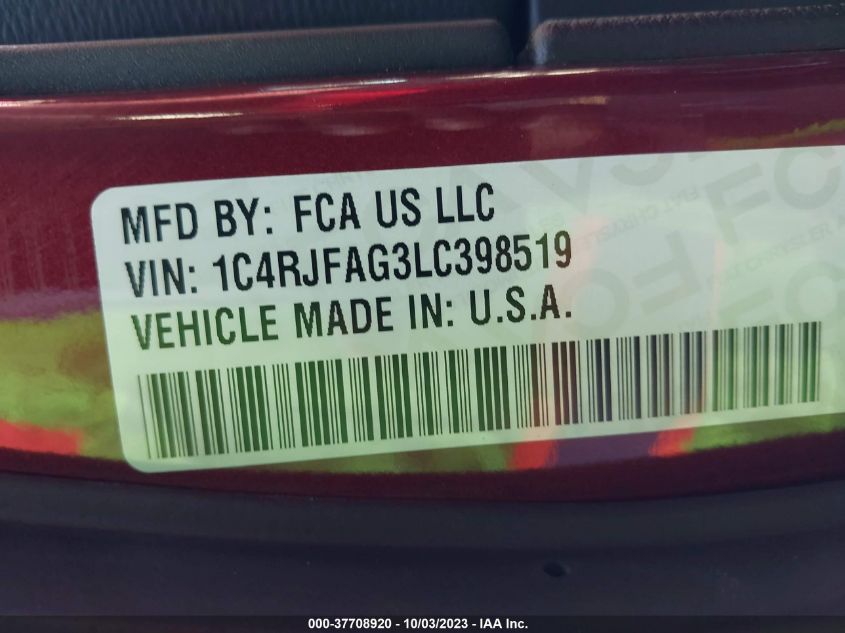 MFD BY: FCA US LLC
VIN: 1C4RJFAG3LC398519
VEHICLE MADE IN: U.S.A.
000-37708920 - 10/03/2023 - IAA Inc.